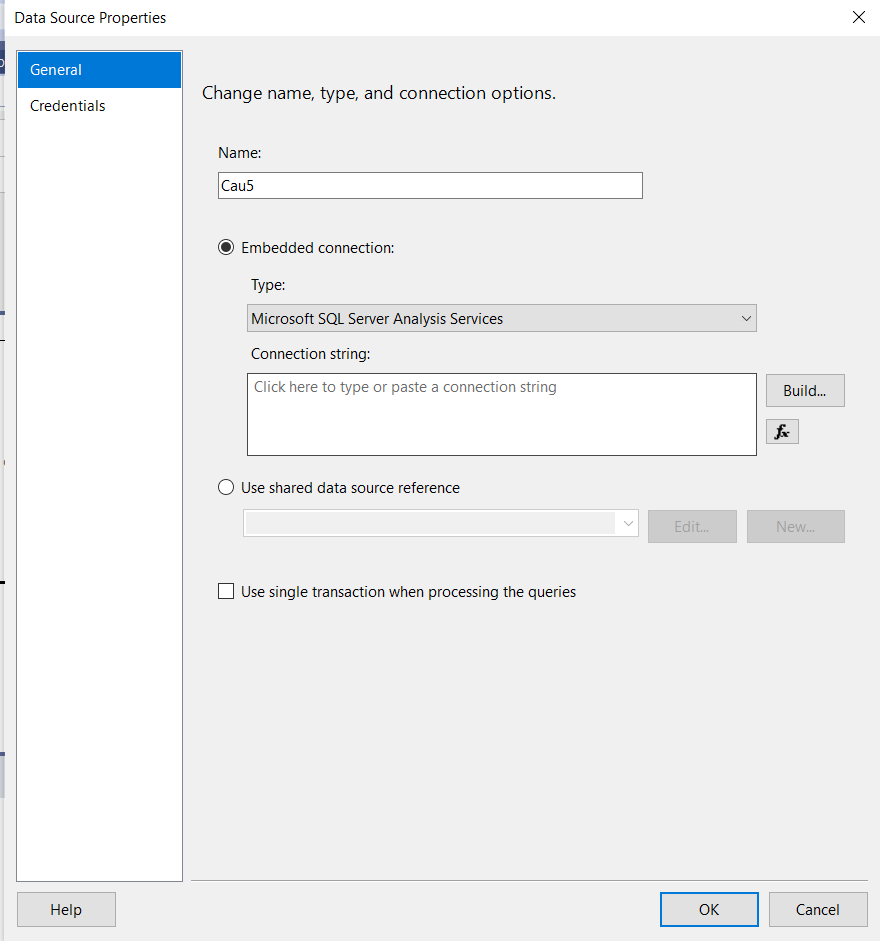 Data Source Properties
General
Credentials
Change name, type, and connection options.
Name:
Cau5
Embedded connection:
Type:
Microsoft SQL Server Analysis Services
Connection string:
Click here to type or paste a connection string
Build...
fx
Use shared data source reference
Edit...
New...
Use single transaction when processing the queries
Help
OK
Cancel